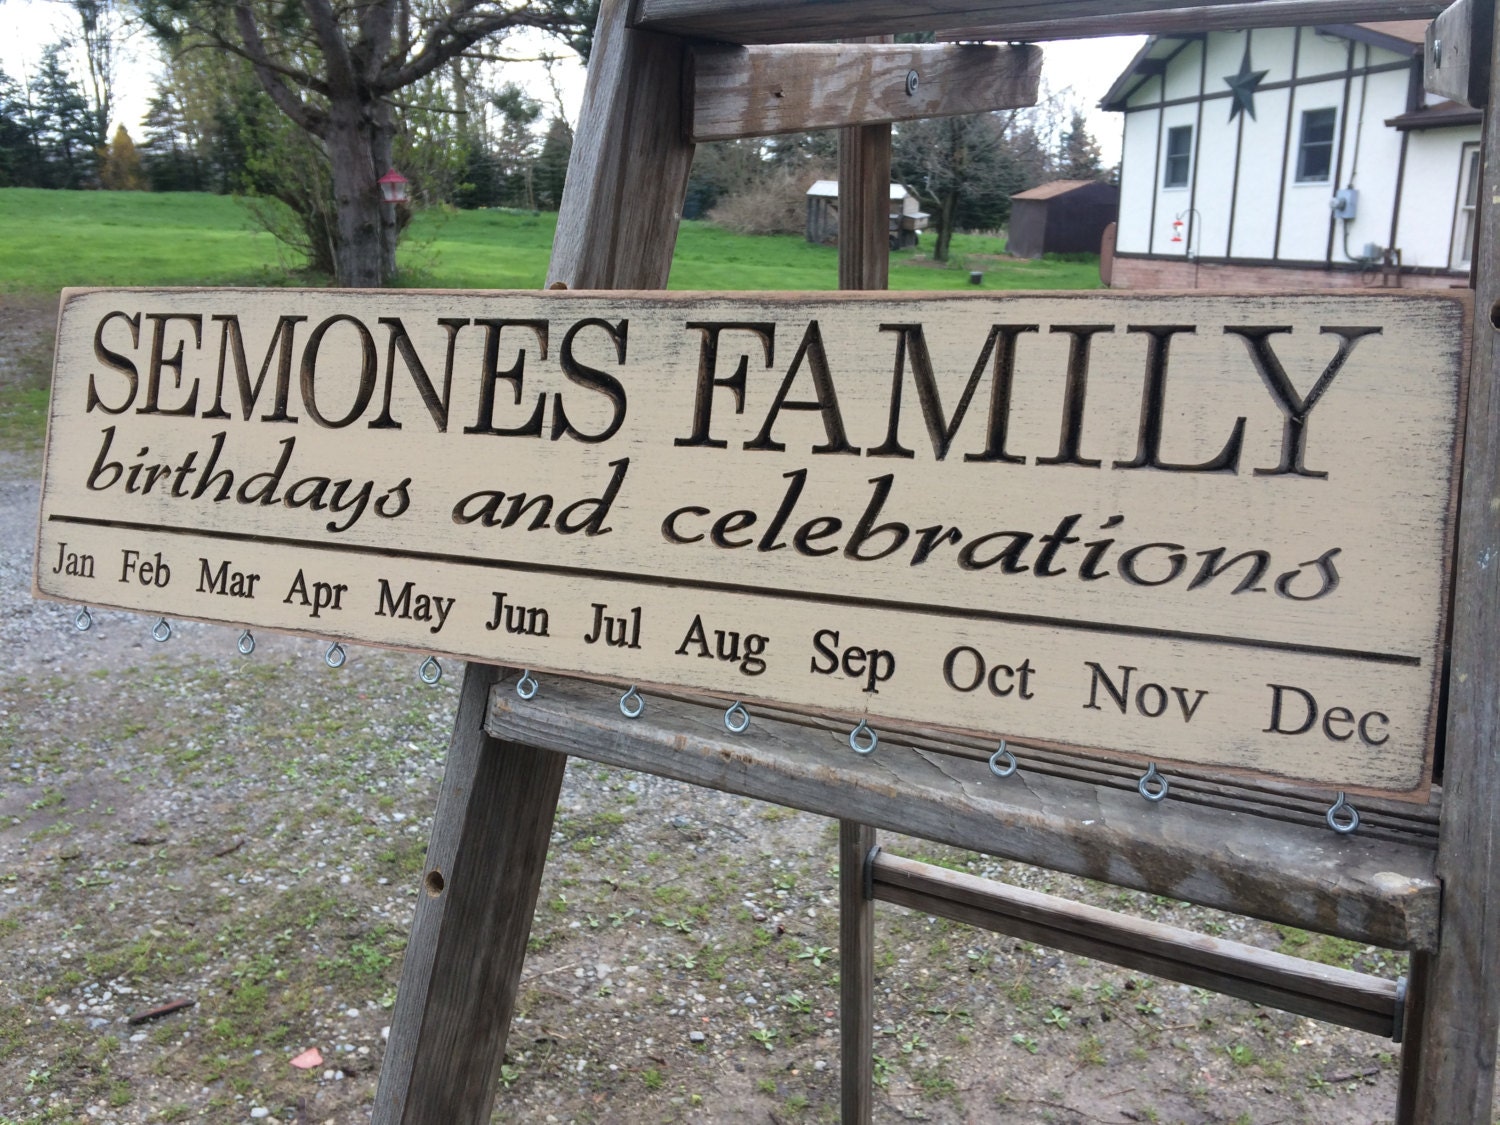 SEMONES FAMILY
birthdays and celebrations
Jan Feb Mar Apr May Jun Jul Aug Sep Oct Nov Dec